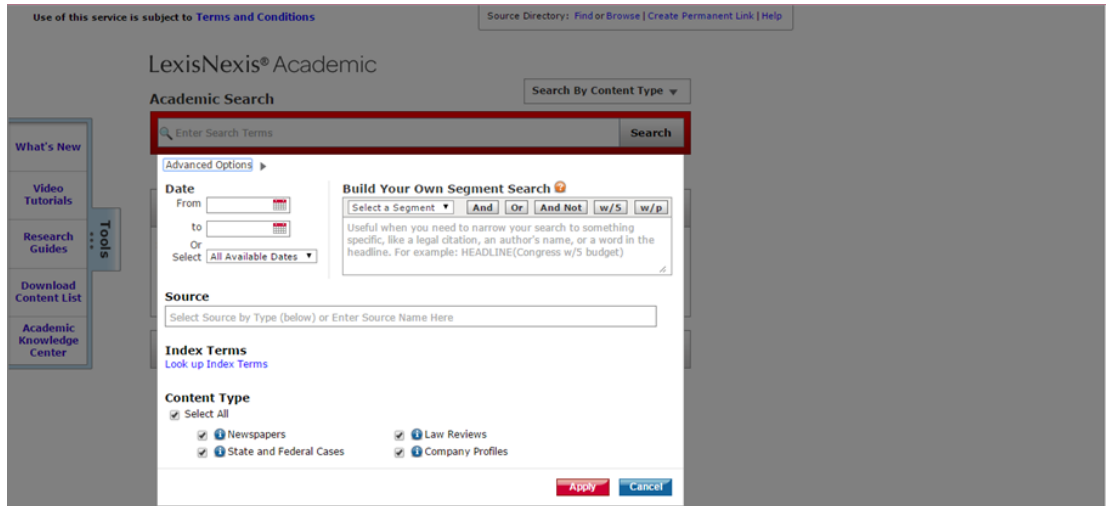 Use of this service is subject to Terms and Conditions
Source Directory: Find or Browse | Create Permanent Link | Help
LexisNexis® Academic
Search By Content Type
Academic Search
Enter Search Terms
Search
What's New
Video
Tutorials
Research
Guides
Download
Content List
Academic
Knowledge
Center
Tools
Advanced Options
Date
From
to
Or
Select All Available Dates
Build Your Own Segment Search ?
Select a Segment And Or And Not w/5 w/p
Useful when you need to narrow your search to something
specific, like a legal citation, an author's name, or a word in the
headline. For example: HEADLINE(Congress w/5 budget)
Source
Select Source by Type (below) or Enter Source Name Here
Index Terms
Look up Index Terms
Content Type
Select All
Newspapers
Law Reviews
State and Federal Cases
Company Profiles
Apply Cancel